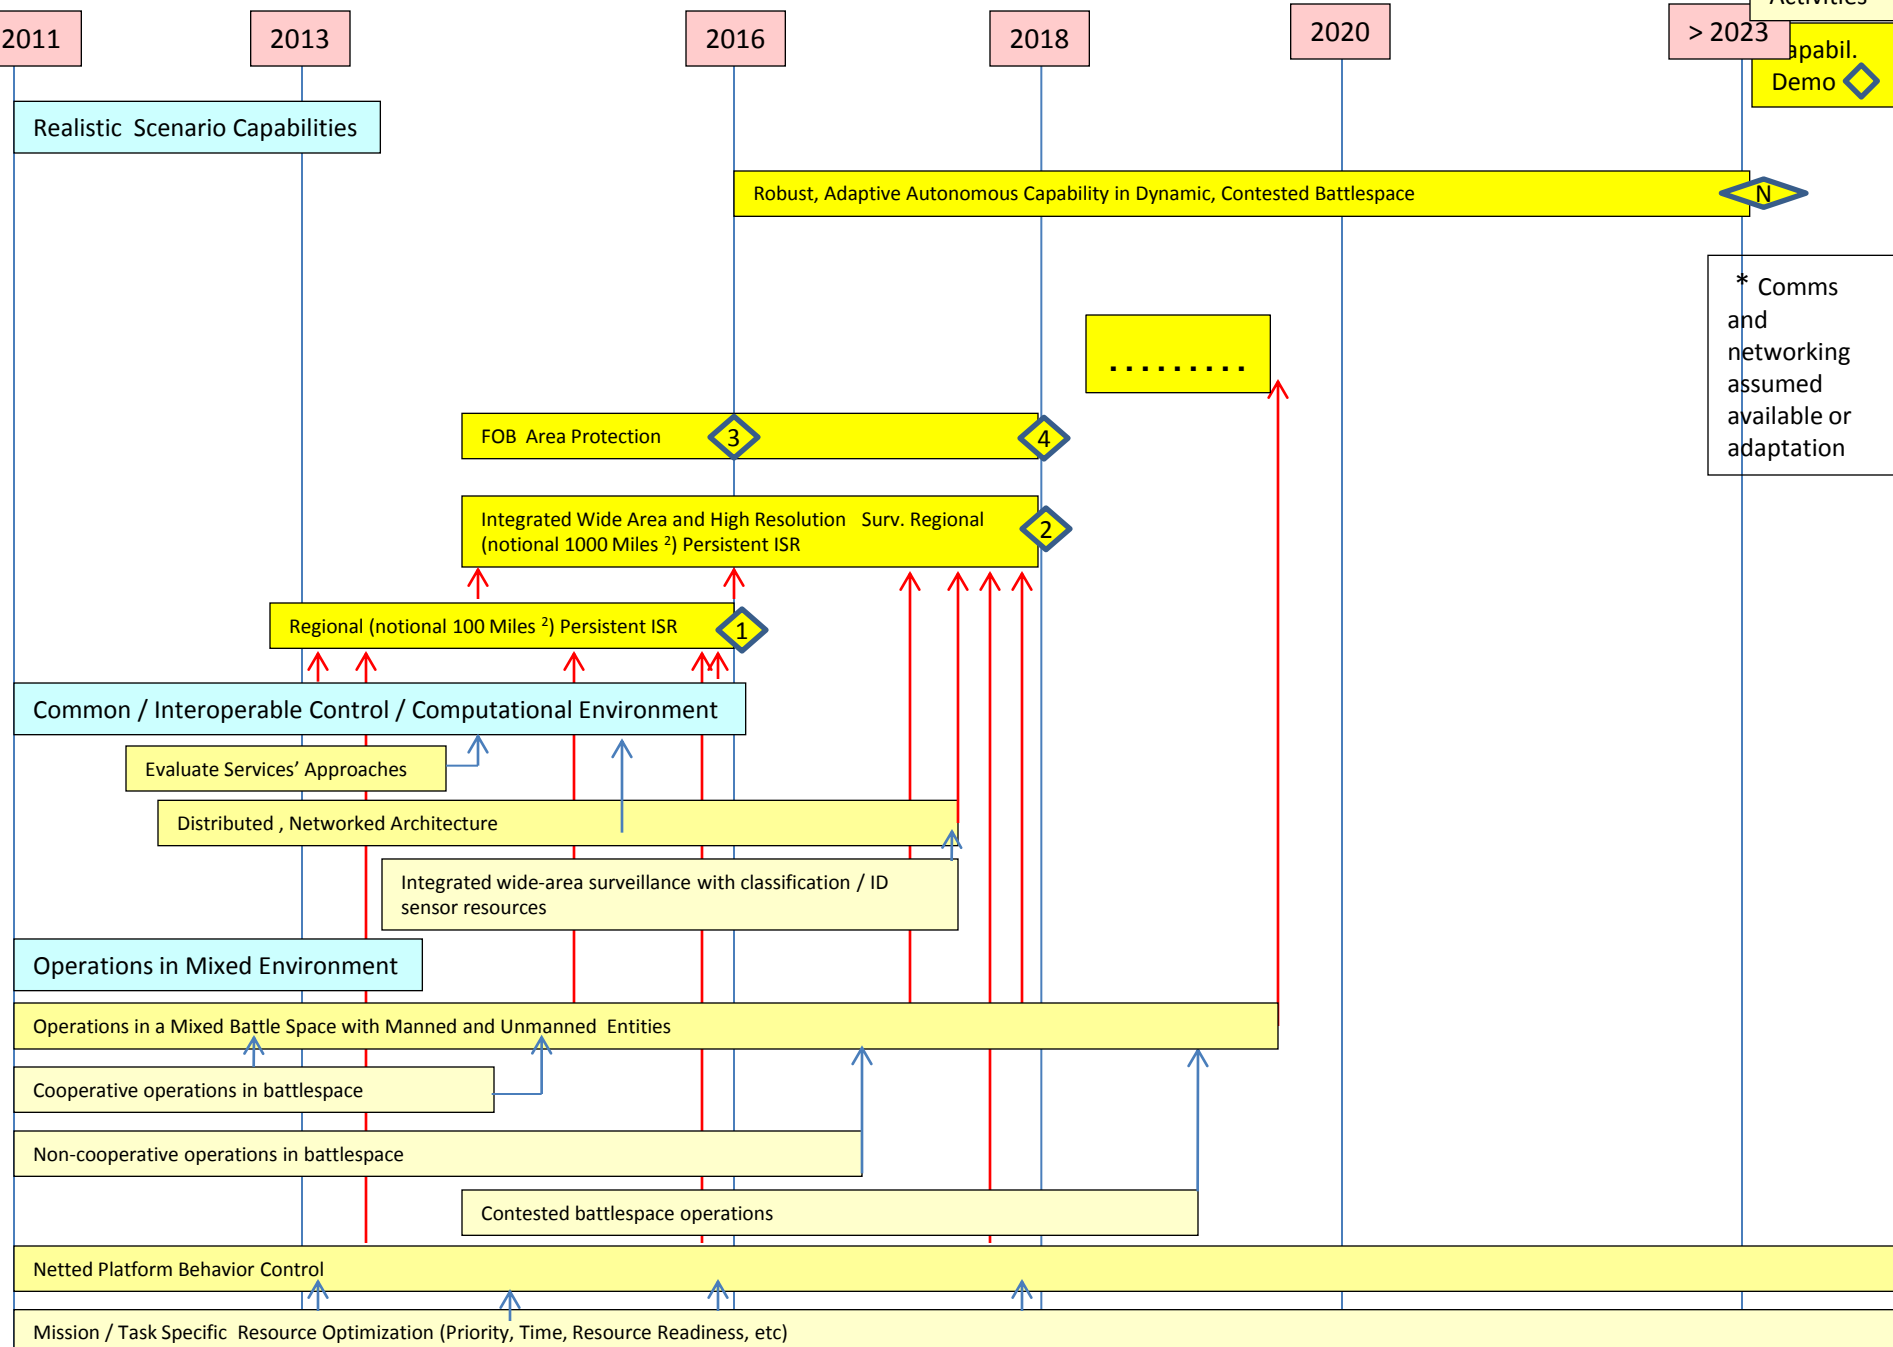 Activities
2011
2013
2016
2018
2020
> 2023
apabil.
Demo
Realistic Scenario Capabilities
Robust, Adaptive Autonomous Capability in Dynamic, Contested Battlespace
N
* Comms
and
networking
assumed
available or
adaptation
.........
FOB Area Protection
3
4
Integrated Wide Area and High Resolution Surv. Regional
(notional 1000 Miles ²) Persistent ISR
2
Regional (notional 100 Miles ²) Persistent ISR
1
Common / Interoperable Control / Computational Environment
Evaluate Services’ Approaches
Distributed , Networked Architecture
Integrated wide-area surveillance with classification / ID
sensor resources
Operations in Mixed Environment
Operations in a Mixed Battle Space with Manned and Unmanned Entities
Cooperative operations in battlespace
Non-cooperative operations in battlespace
Contested battlespace operations
Netted Platform Behavior Control
Mission / Task Specific Resource Optimization (Priority, Time, Resource Readiness, etc)